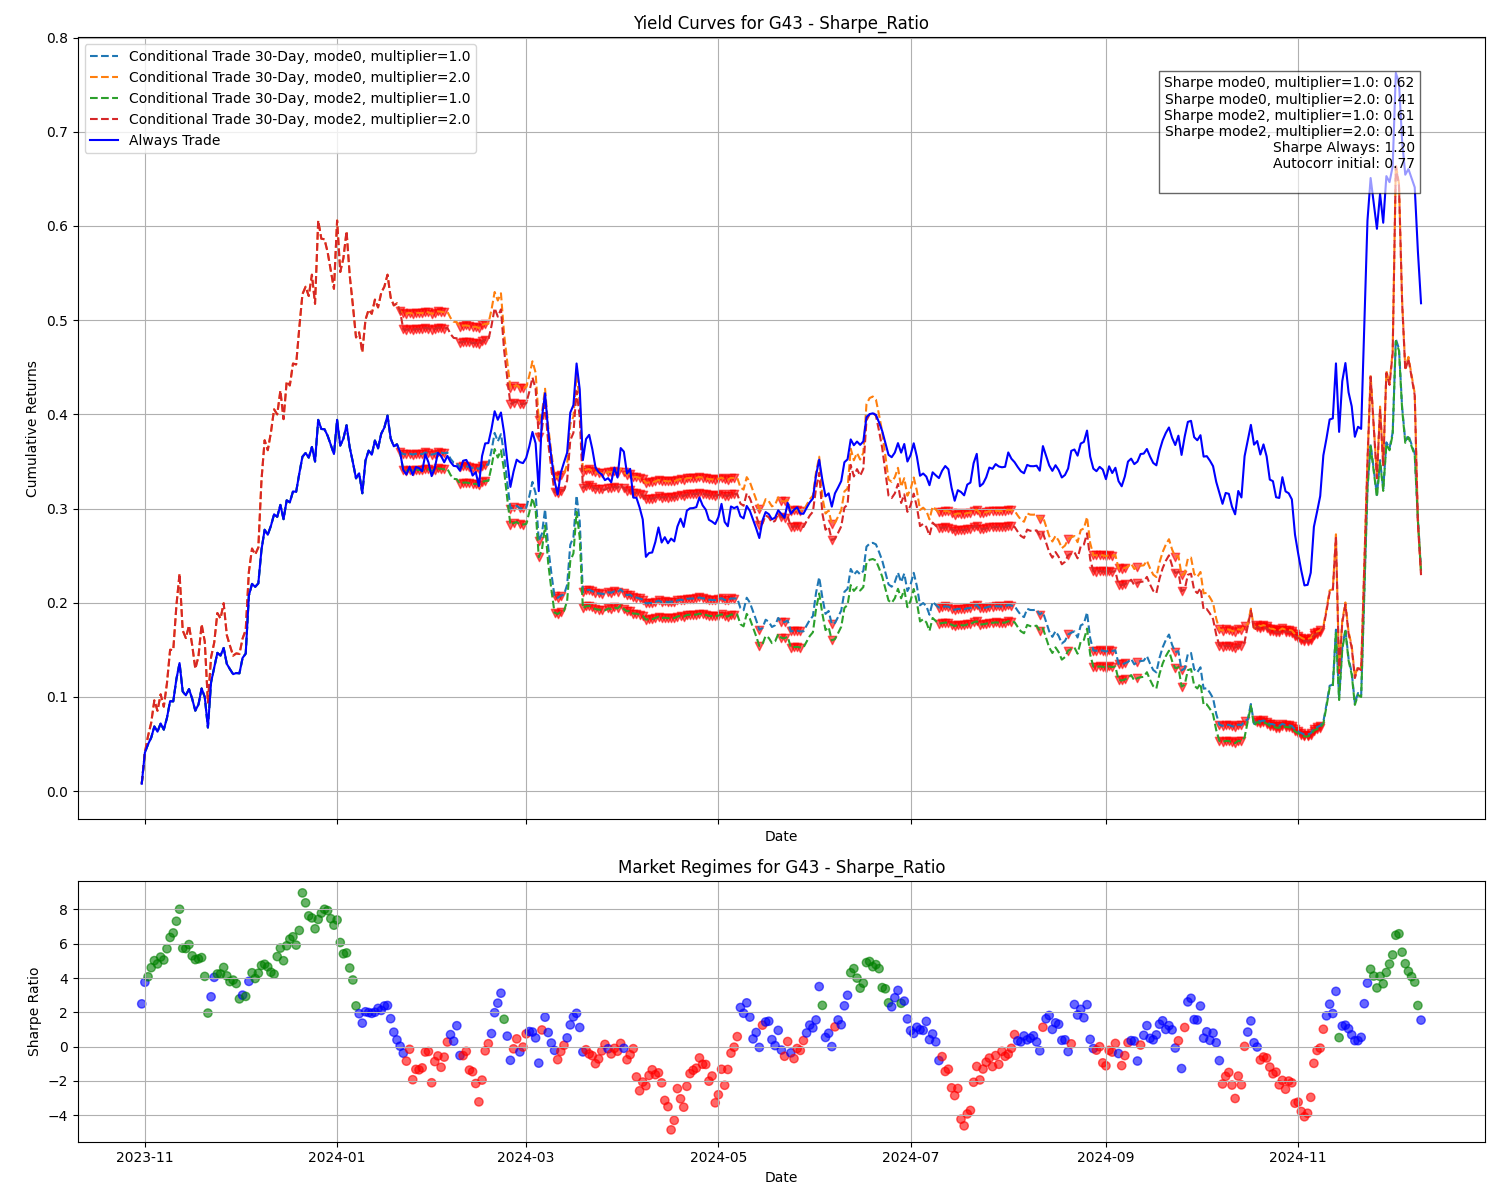 Yield Curves for G43 - Sharpe_Ratio
Conditional Trade 30-Day, mode0, multiplier=1.0
Conditional Trade 30-Day, mode0, multiplier=2.0
Conditional Trade 30-Day, mode2, multiplier=1.0
Conditional Trade 30-Day, mode2, multiplier=2.0
Always Trade
Sharpe mode0, multiplier=1.0: 0.62
Sharpe mode0, multiplier=2.0: 0.41
Sharpe mode2, multiplier=1.0: 0.61
Sharpe mode2, multiplier=2.0: 0.41
Sharpe Always: 1.20
Autocorr initial: 0.77
0.8
0.7
0.6
0.5
0.4
0.3
0.2
0.1
0.0
Cumulative Returns
Date
Market Regimes for G43 - Sharpe_Ratio
8
6
4
2
0
−2
−4
Sharpe Ratio
2023-11
2024-01
2024-03
2024-05
2024-07
2024-09
2024-11
Date